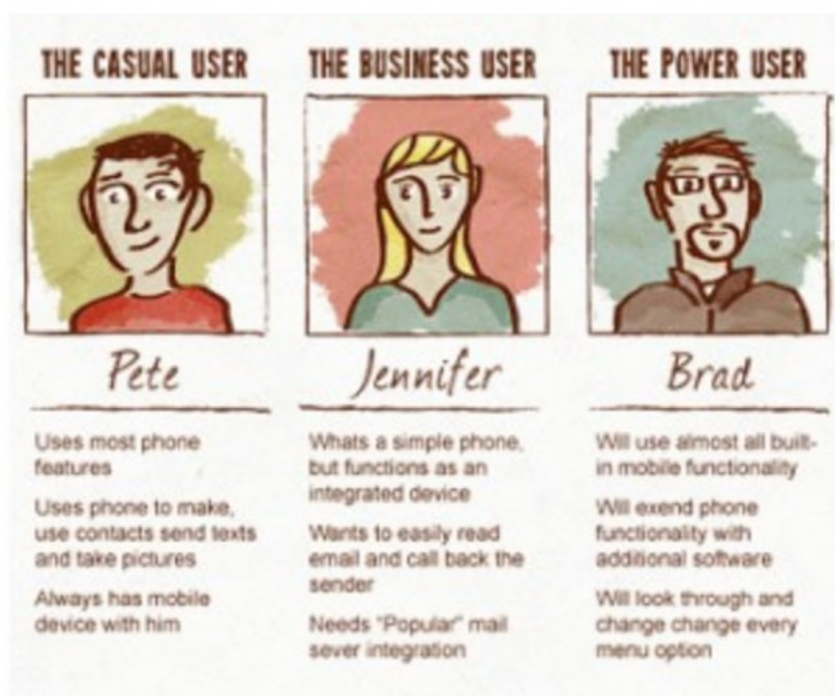 THE CASUAL USER
Pete
Uses most phone
features
Uses phone to make,
use contacts send texts
and take pictures
Always has mobile
device with him
THE BUSINESS USER
Jennifer
Whats a simple phone,
but functions as an
integrated device
Wants to easily read
email and call back the
sender
Needs "Popular" mail
sever integration
THE POWER USER
Brad
Will use almost all built-
in mobile functionality
Will exend phone
functionality with
additional software
Will look through and
change change every
menu option